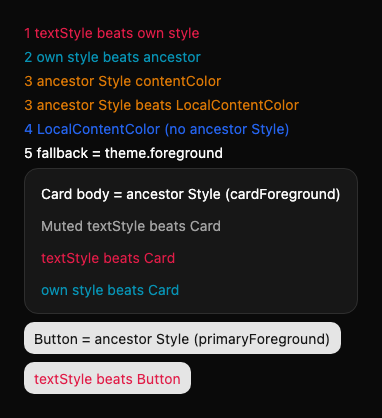 1 textStyle beats own style
2 own style beats ancestor
3 ancestor Style contentColor
3 ancestor Style beats LocalContentColor
4 LocalContentColor (no ancestor Style)
5 fallback = theme.foreground
Card body = ancestor Style (cardForeground)
Muted textStyle beats Card
textStyle beats Card
own style beats Card
Button = ancestor Style (primaryForeground)
textStyle beats Button